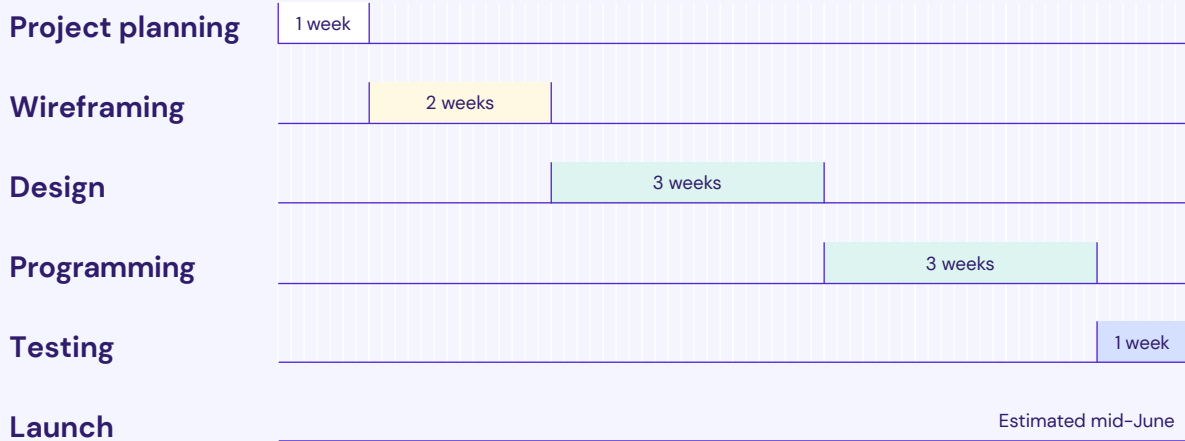 Project planning 1 week
Wireframing 2 weeks
Design 3 weeks
Programming 3 weeks
Testing 1 week
Launch Estimated mid-June